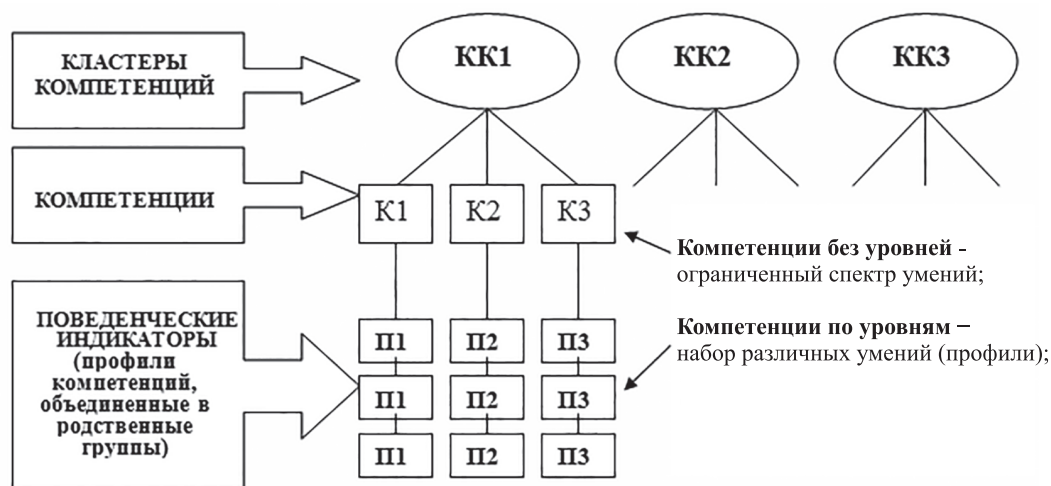 КЛАСТЕРЫ
КОМПЕТЕНЦИЙ
КК1
КК2
КК3
КОМПЕТЕНЦИИ
К1
К2
К3
Компетенции без уровней -
ограниченный спектр умений;
ПОВЕДЕНЧЕСКИЕ
ИНДИКАТОРЫ
(профили
компетенций,
объединенные в
родственные
группы)
Компетенции по уровням –
набор различных умений (профили);
П1
П2
П3
П1
П2
П3
П1
П2
П3